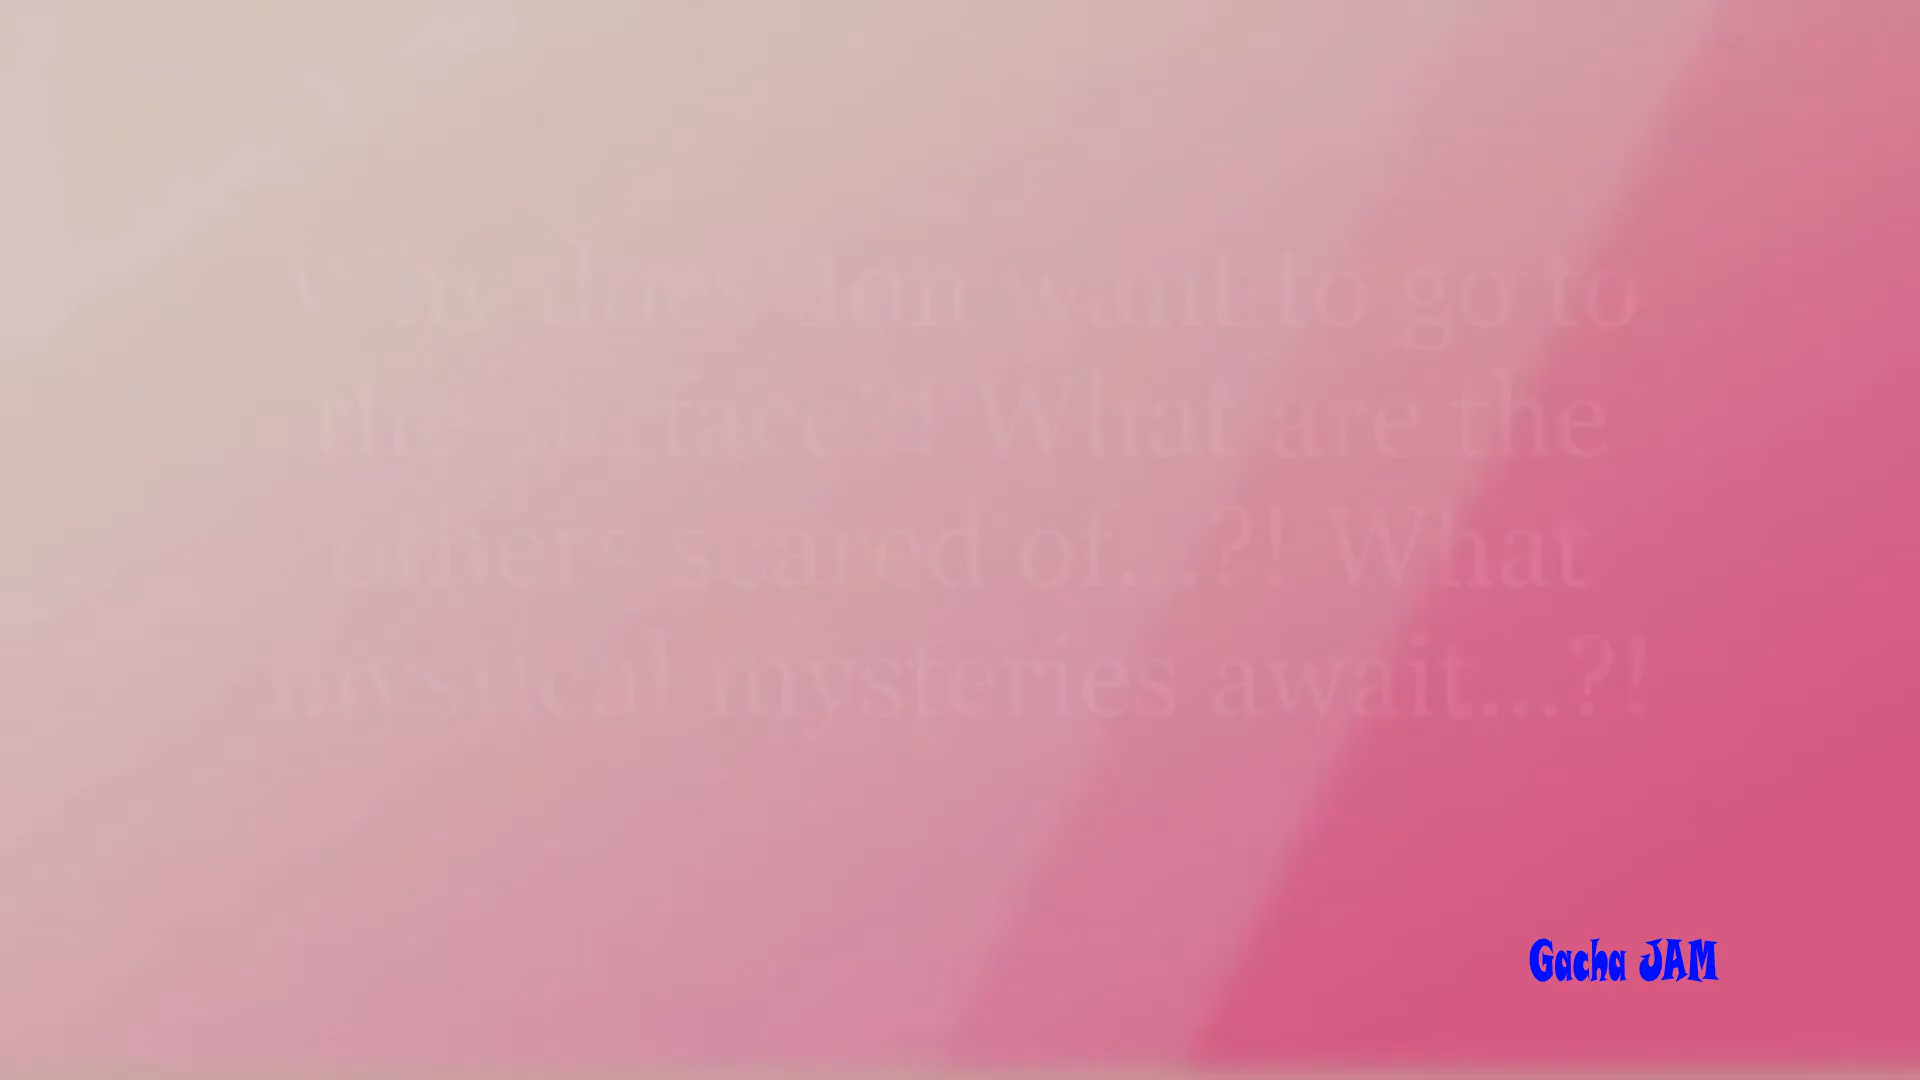 Why does Jon want to go to
the surface?! What are the
others scared of...?! What
mystical mysteries await...?!
Gacha JAM